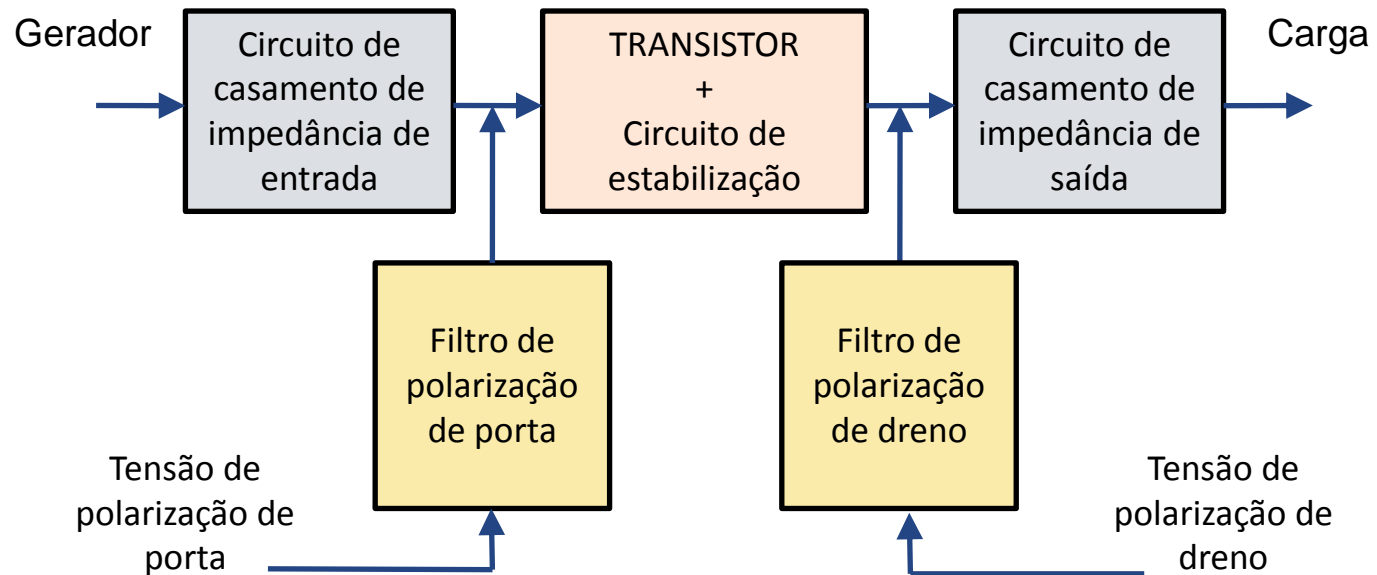 Gerador
Circuito de
casamento de
impedância de
entrada
TRANSISTOR
+
Circuito de
estabilização
Circuito de
casamento de
impedância de
saída
Carga
Filtro de
polarização
de porta
Filtro de
polarização
de dreno
Tensão de
polarização de
porta
Tensão de
polarização de
dreno